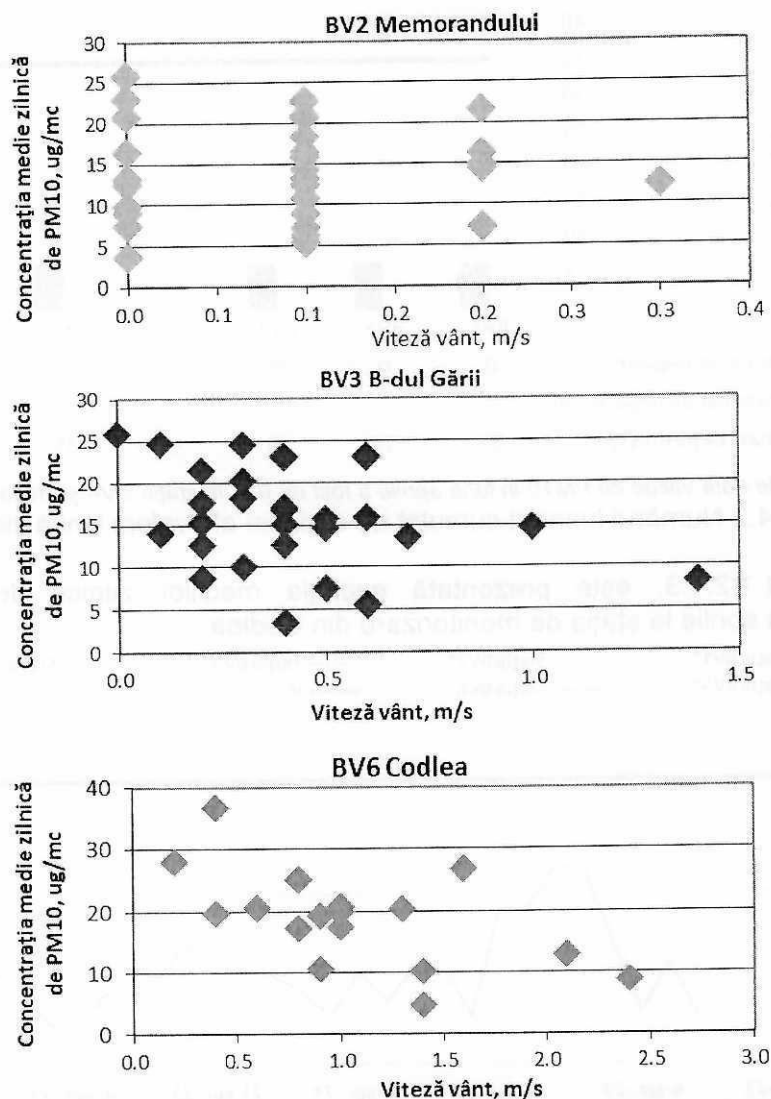 BV2 Memorandului
Concentrația medie zilnică
de PM10, ug/mc
30
25
20
15
10
5
0
0.0 0.1 0.1 0.2 0.2 0.3 0.3 0.4
Viteză vânt, m/s
BV3 B-dul Gării
Concentrația medie zilnică
de PM10, ug/mc
30
25
20
15
10
5
0
0.0 0.5 1.0 1.5
Viteză vânt, m/s
BV6 Codlea
Concentrația medie zilnică
de PM10, ug/mc
40
30
20
10
0
0.0 0.5 1.0 1.5 2.0 2.5 3.0
Viteză vânt, m/s